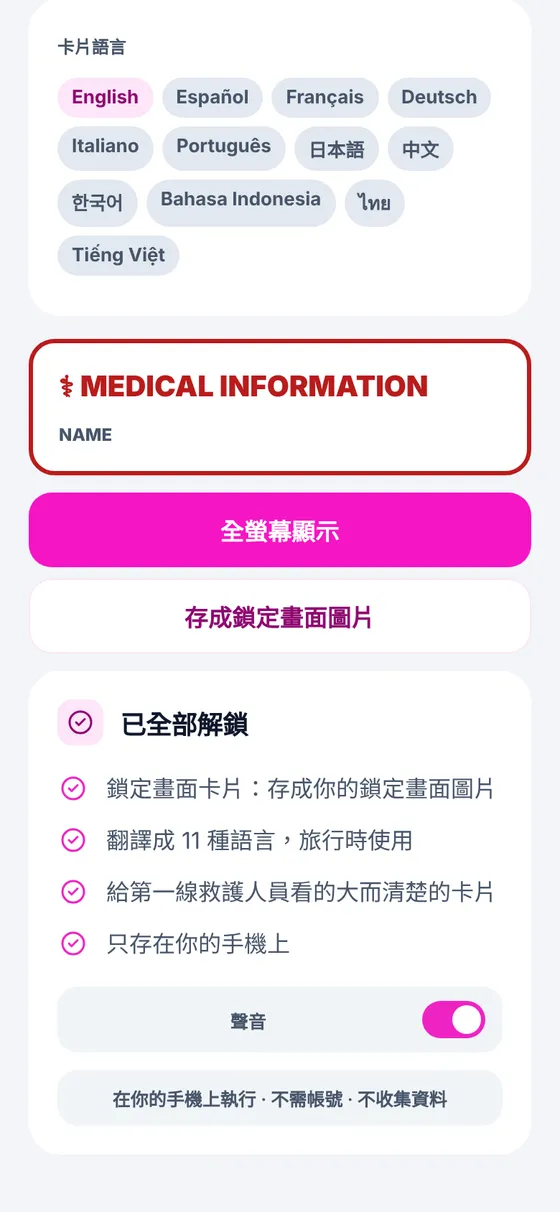 卡片語言
English Español Français Deutsch
Italiano Português 日本語 中文
한국어 Bahasa Indonesia ไทย
Tiếng Việt
⚕ MEDICAL INFORMATION
NAME
全螢幕顯示
存成鎖定畫面圖片
已全部解鎖
鎖定畫面卡片：存成你的鎖定畫面圖片
翻譯成 11 種語言，旅行時使用
給第一線救護人員看的大而清楚的卡片
只存在你的手機上
聲音
在你的手機上執行 · 不需帳號 · 不收集資料